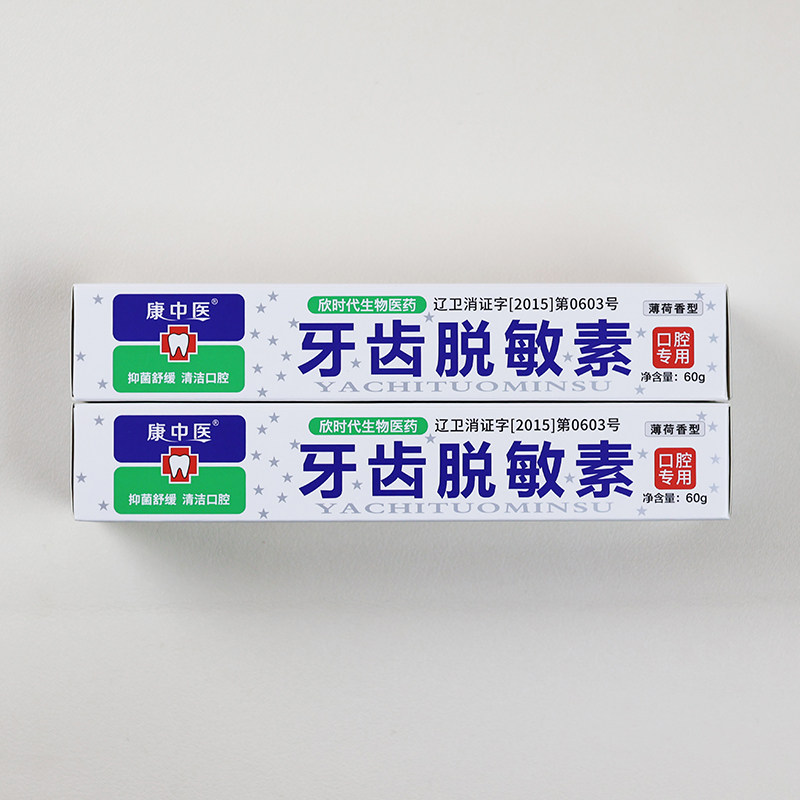 康中医®
抑菌舒缓 清洁口腔
欣时代生物医药 辽卫消证字[2015]第0603号 薄荷香型
牙齿脱敏素
YACHITUOMINSU
口腔
专用
净含量：60g
康中医®
抑菌舒缓 清洁口腔
欣时代生物医药 辽卫消证字[2015]第0603号 薄荷香型
牙齿脱敏素
YACHITUOMINSU
口腔
专用
净含量：60g